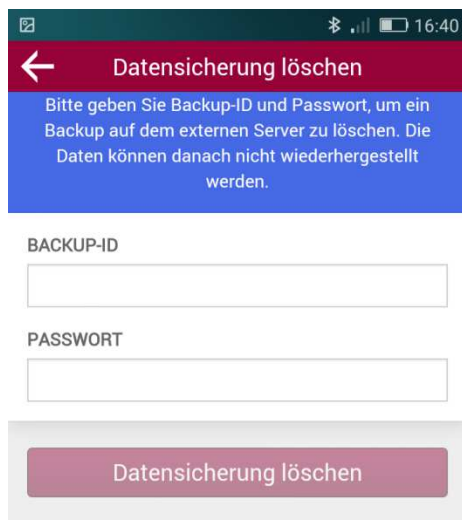 16:40
Datensicherung löschen
Bitte geben Sie Backup-ID und Passwort, um ein
Backup auf dem externen Server zu löschen. Die
Daten können danach nicht wiederhergestellt
werden.
BACKUP-ID
PASSWORT
Datensicherung löschen